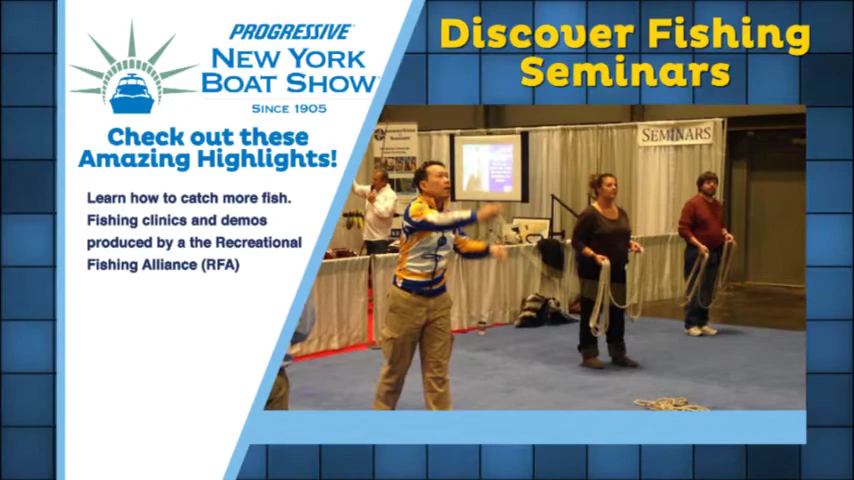 PROGRESSIVE
NEW YORK
BOAT SHOW
SINCE 1905
Check out these
Amazing Highlights!
Learn how to catch more fish.
Fishing clinics and demos
produced by a the Recreational
Fishing Alliance (RFA)
Discover Fishing
Seminars
SEMINARS